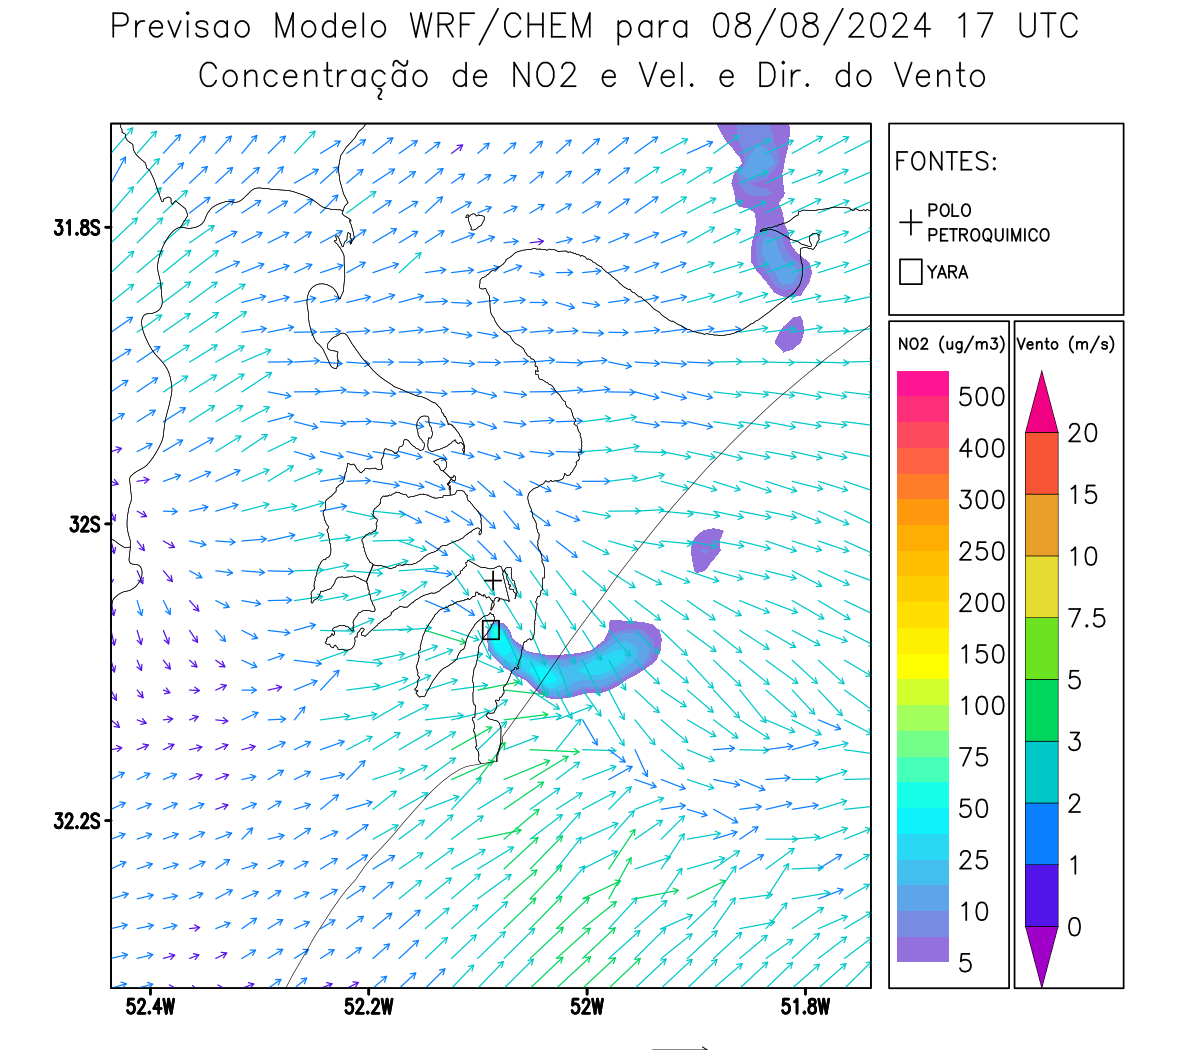 Previsao Modelo WRF/CHEM para 08/08/2024 17 UTC
Concentração de NO2 e Vel. e Dir. do Vento
FONTES:
POLO
PETROQUIMICO
YARA
31.8S
32S
32.2S
52.4W
52.2W
52W
51.8W
NO2 (ug/m3)
500
400
300
250
200
150
100
75
50
25
10
5
Vento (m/s)
20
15
10
7.5
5
3
2
1
0